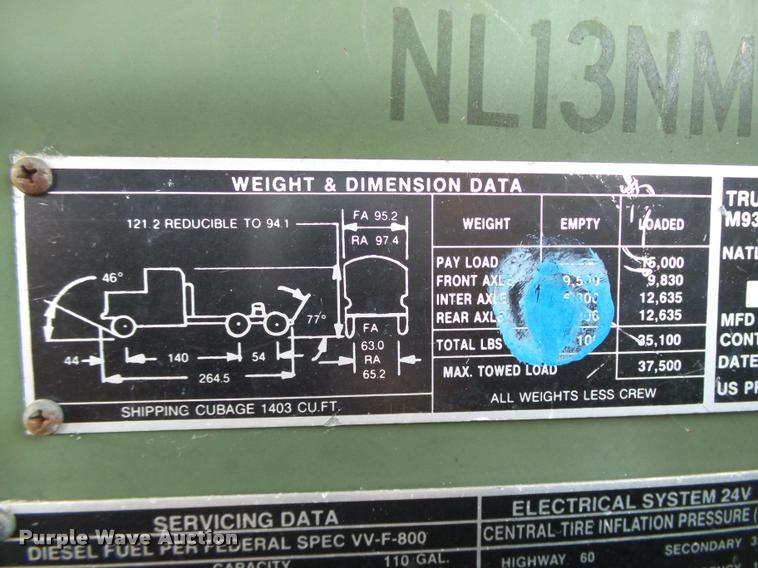 NL13NM
WEIGHT & DIMENSION DATA
121.2 REDUCIBLE TO 94.1
FA 95.2
RA 97.4
46°
77°
FA
63.0
RA
65.2
44
140
54
264.5
SHIPPING CUBAGE 1403 CU.FT.
WEIGHT EMPTY LOADED
PAY LOAD 15,000
FRONT AXLE 9,500 9,830
INTER AXLE 12,635
REAR AXLE 12,635
TOTAL LBS 35,100
MAX. TOWED LOAD 37,500
ALL WEIGHTS LESS CREW
TRU
M93
NATL
MFD
CONT
DATE
US PR
SERVICING DATA
DIESEL FUEL PER FEDERAL SPEC VV-F-800
CAPACITY 110 GAL.
ELECTRICAL SYSTEM 24V
CENTRAL TIRE INFLATION PRESSURE (
HIGHWAY 60 SECONDARY 3
Purple Wave Auction